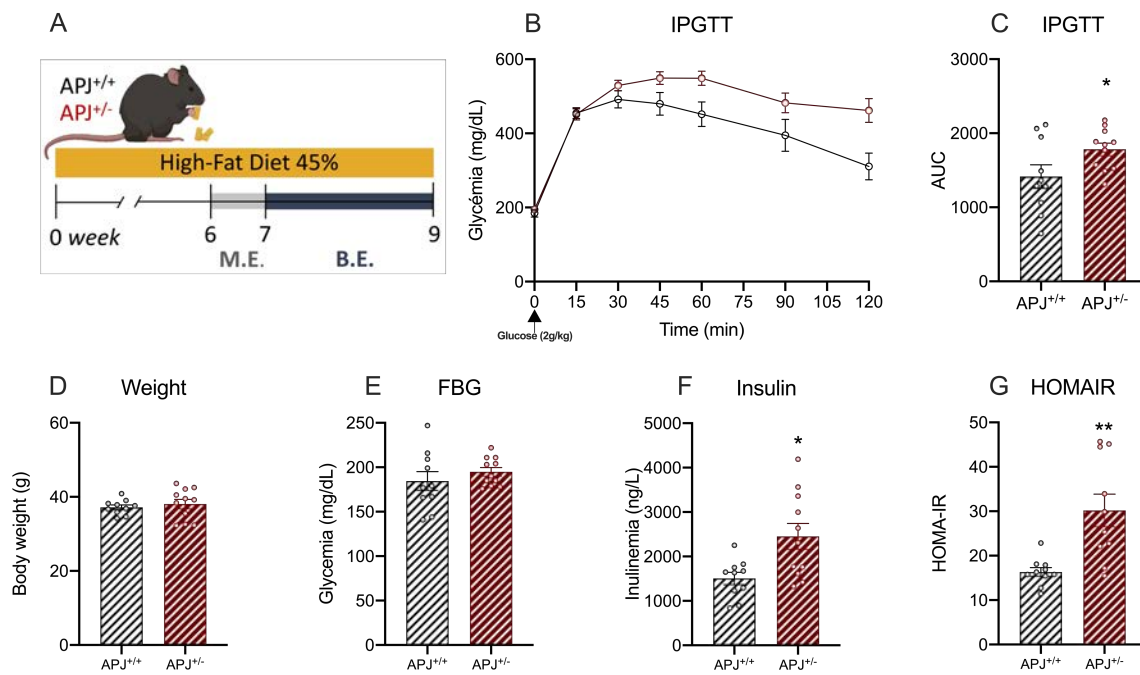 A
APJ+/+
APJ+/-
High-Fat Diet 45%
0 week
6
7
9
M.E.
B.E.
B
IPGTT
Glycémia (mg/dL)
600
400
200
0
0 15 30 45 60 75 90 105 120
Glucose (2g/kg)
Time (min)
C
IPGTT
AUC
3000
2000
1000
0
*
APJ+/+ APJ+/-
D
Weight
Body weight (g)
60
40
20
0
APJ+/+ APJ+/-
E
FBG
Glycemia (mg/dL)
250
200
150
100
50
0
APJ+/+ APJ+/-
F
Insulin
Inulinemia (ng/L)
5000
4000
3000
2000
1000
0
*
APJ+/+ APJ+/-
G
HOMAIR
HOMA-IR
50
40
30
20
10
0
**
APJ+/+ APJ+/-